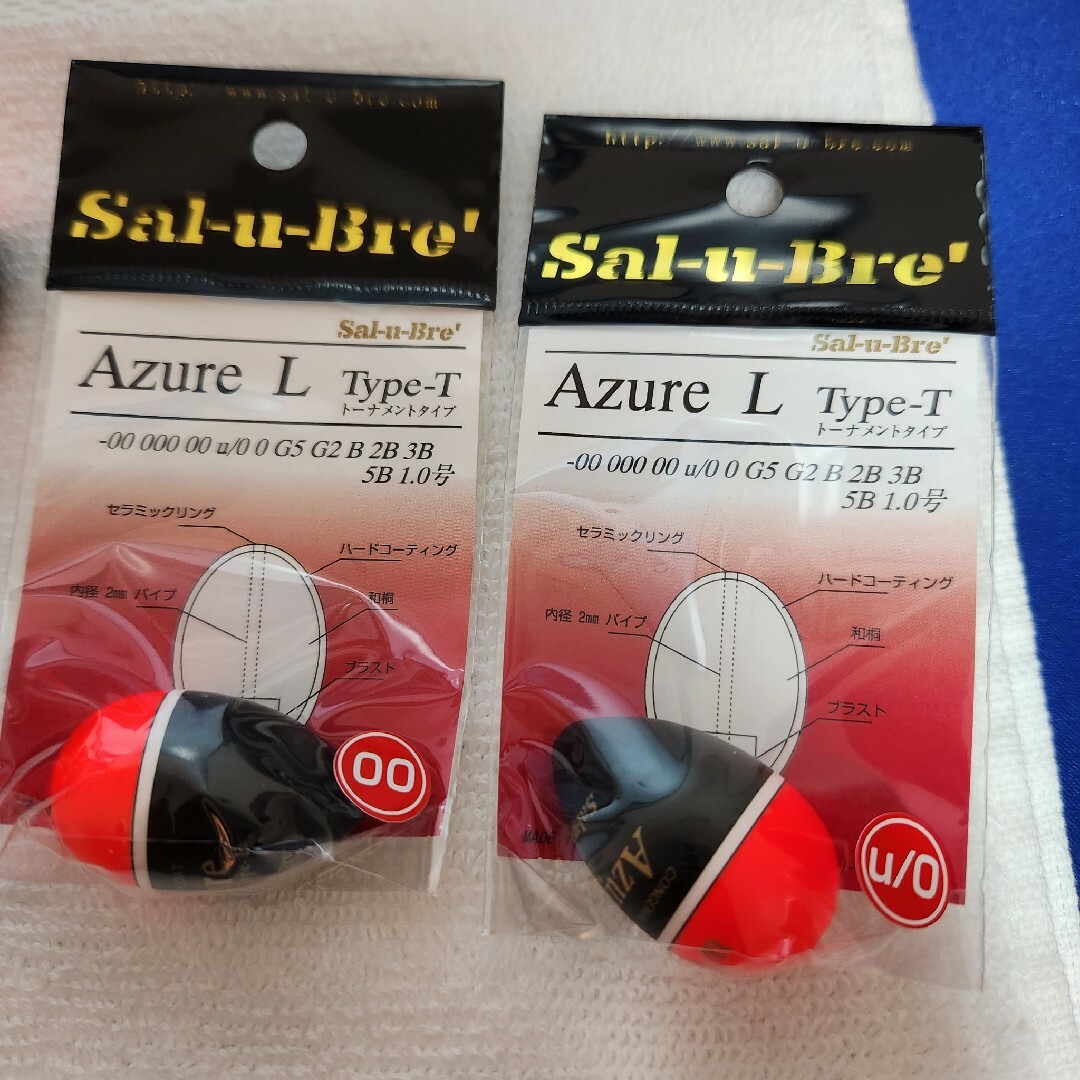 http://www.sal-u-bre.com
Sal-u-Bre'
Sal-u-Bre'
Azure L Type-T
トーナメントタイプ
-00 000 00 u/0 0 G5 G2 B 2B 3B
5B 1.0号
セラミックリング
ハードコーティング
内径 2mm パイプ
和桐
ブラスト
00
http://www.sal-u-bre.com
Sal-u-Bre'
Sal-u-Bre'
Azure L Type-T
トーナメントタイプ
-00 000 00 u/0 0 G5 G2 B 2B 3B
5B 1.0号
セラミックリング
ハードコーティング
内径 2mm パイプ
和桐
ブラスト
MADE
Azu
u/0